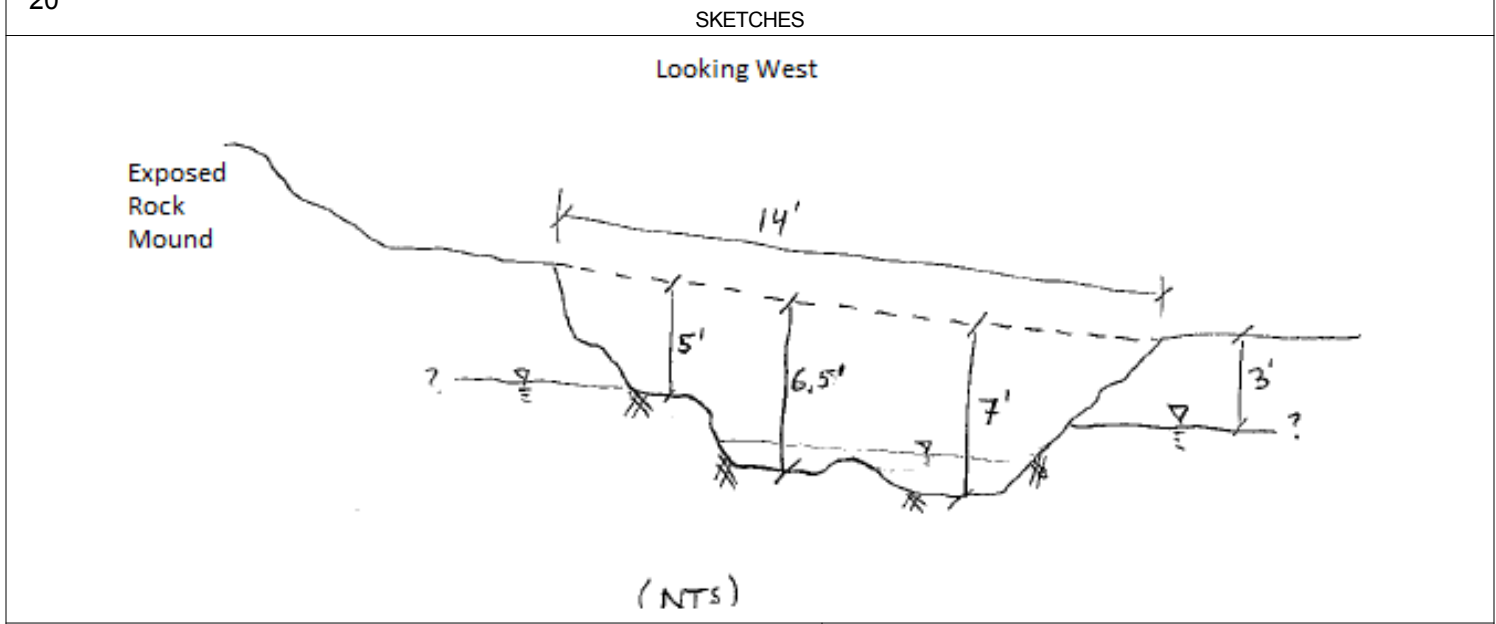 20
SKETCHES
Looking West
Exposed
Rock
Mound
14'
5'
6,5'
7'
3'
?
?
(NTS)